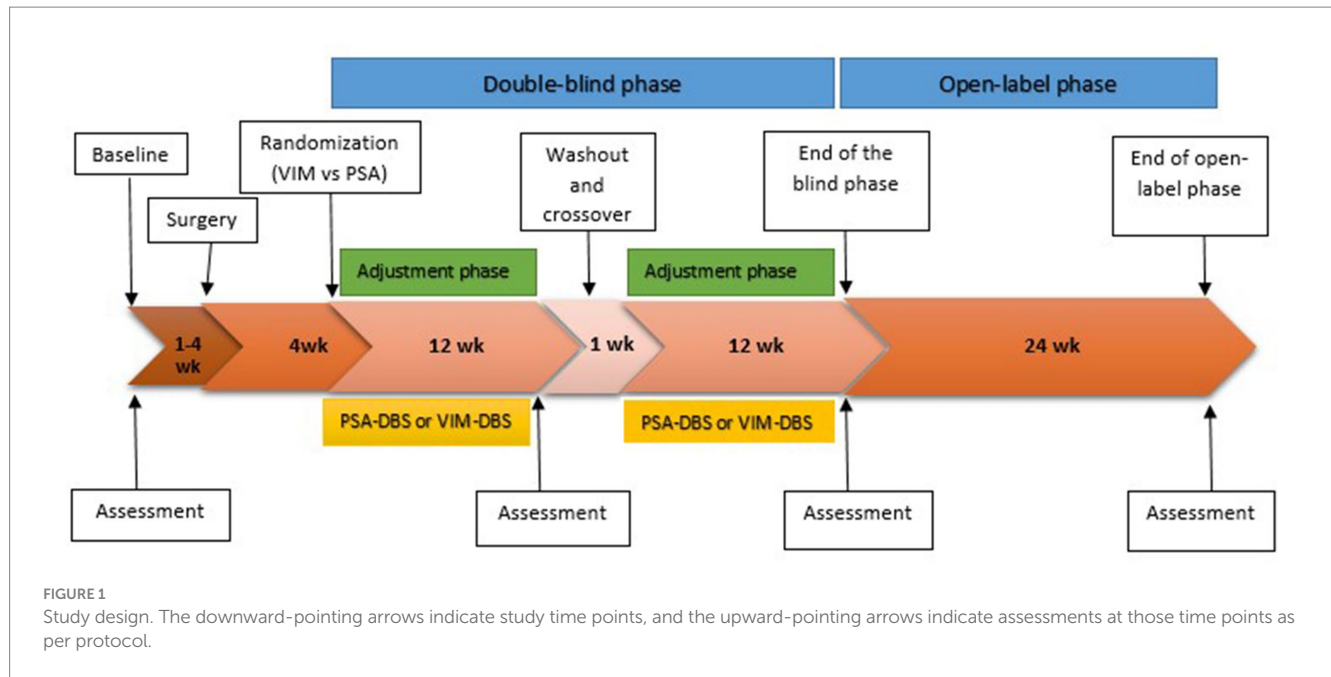 Double-blind phase
Open-label phase
Baseline
Surgery
Randomization
(VIM vs PSA)
Washout
and
crossover
End of the
blind phase
End of open-
label phase
Adjustment phase
Adjustment phase
1-4
wk
4wk
12 wk
1 wk
12 wk
24 wk
PSA-DBS or VIM-DBS
PSA-DBS or VIM-DBS
Assessment
Assessment
Assessment
Assessment
FIGURE 1
Study design. The downward-pointing arrows indicate study time points, and the upward-pointing arrows indicate assessments at those time points as
per protocol.